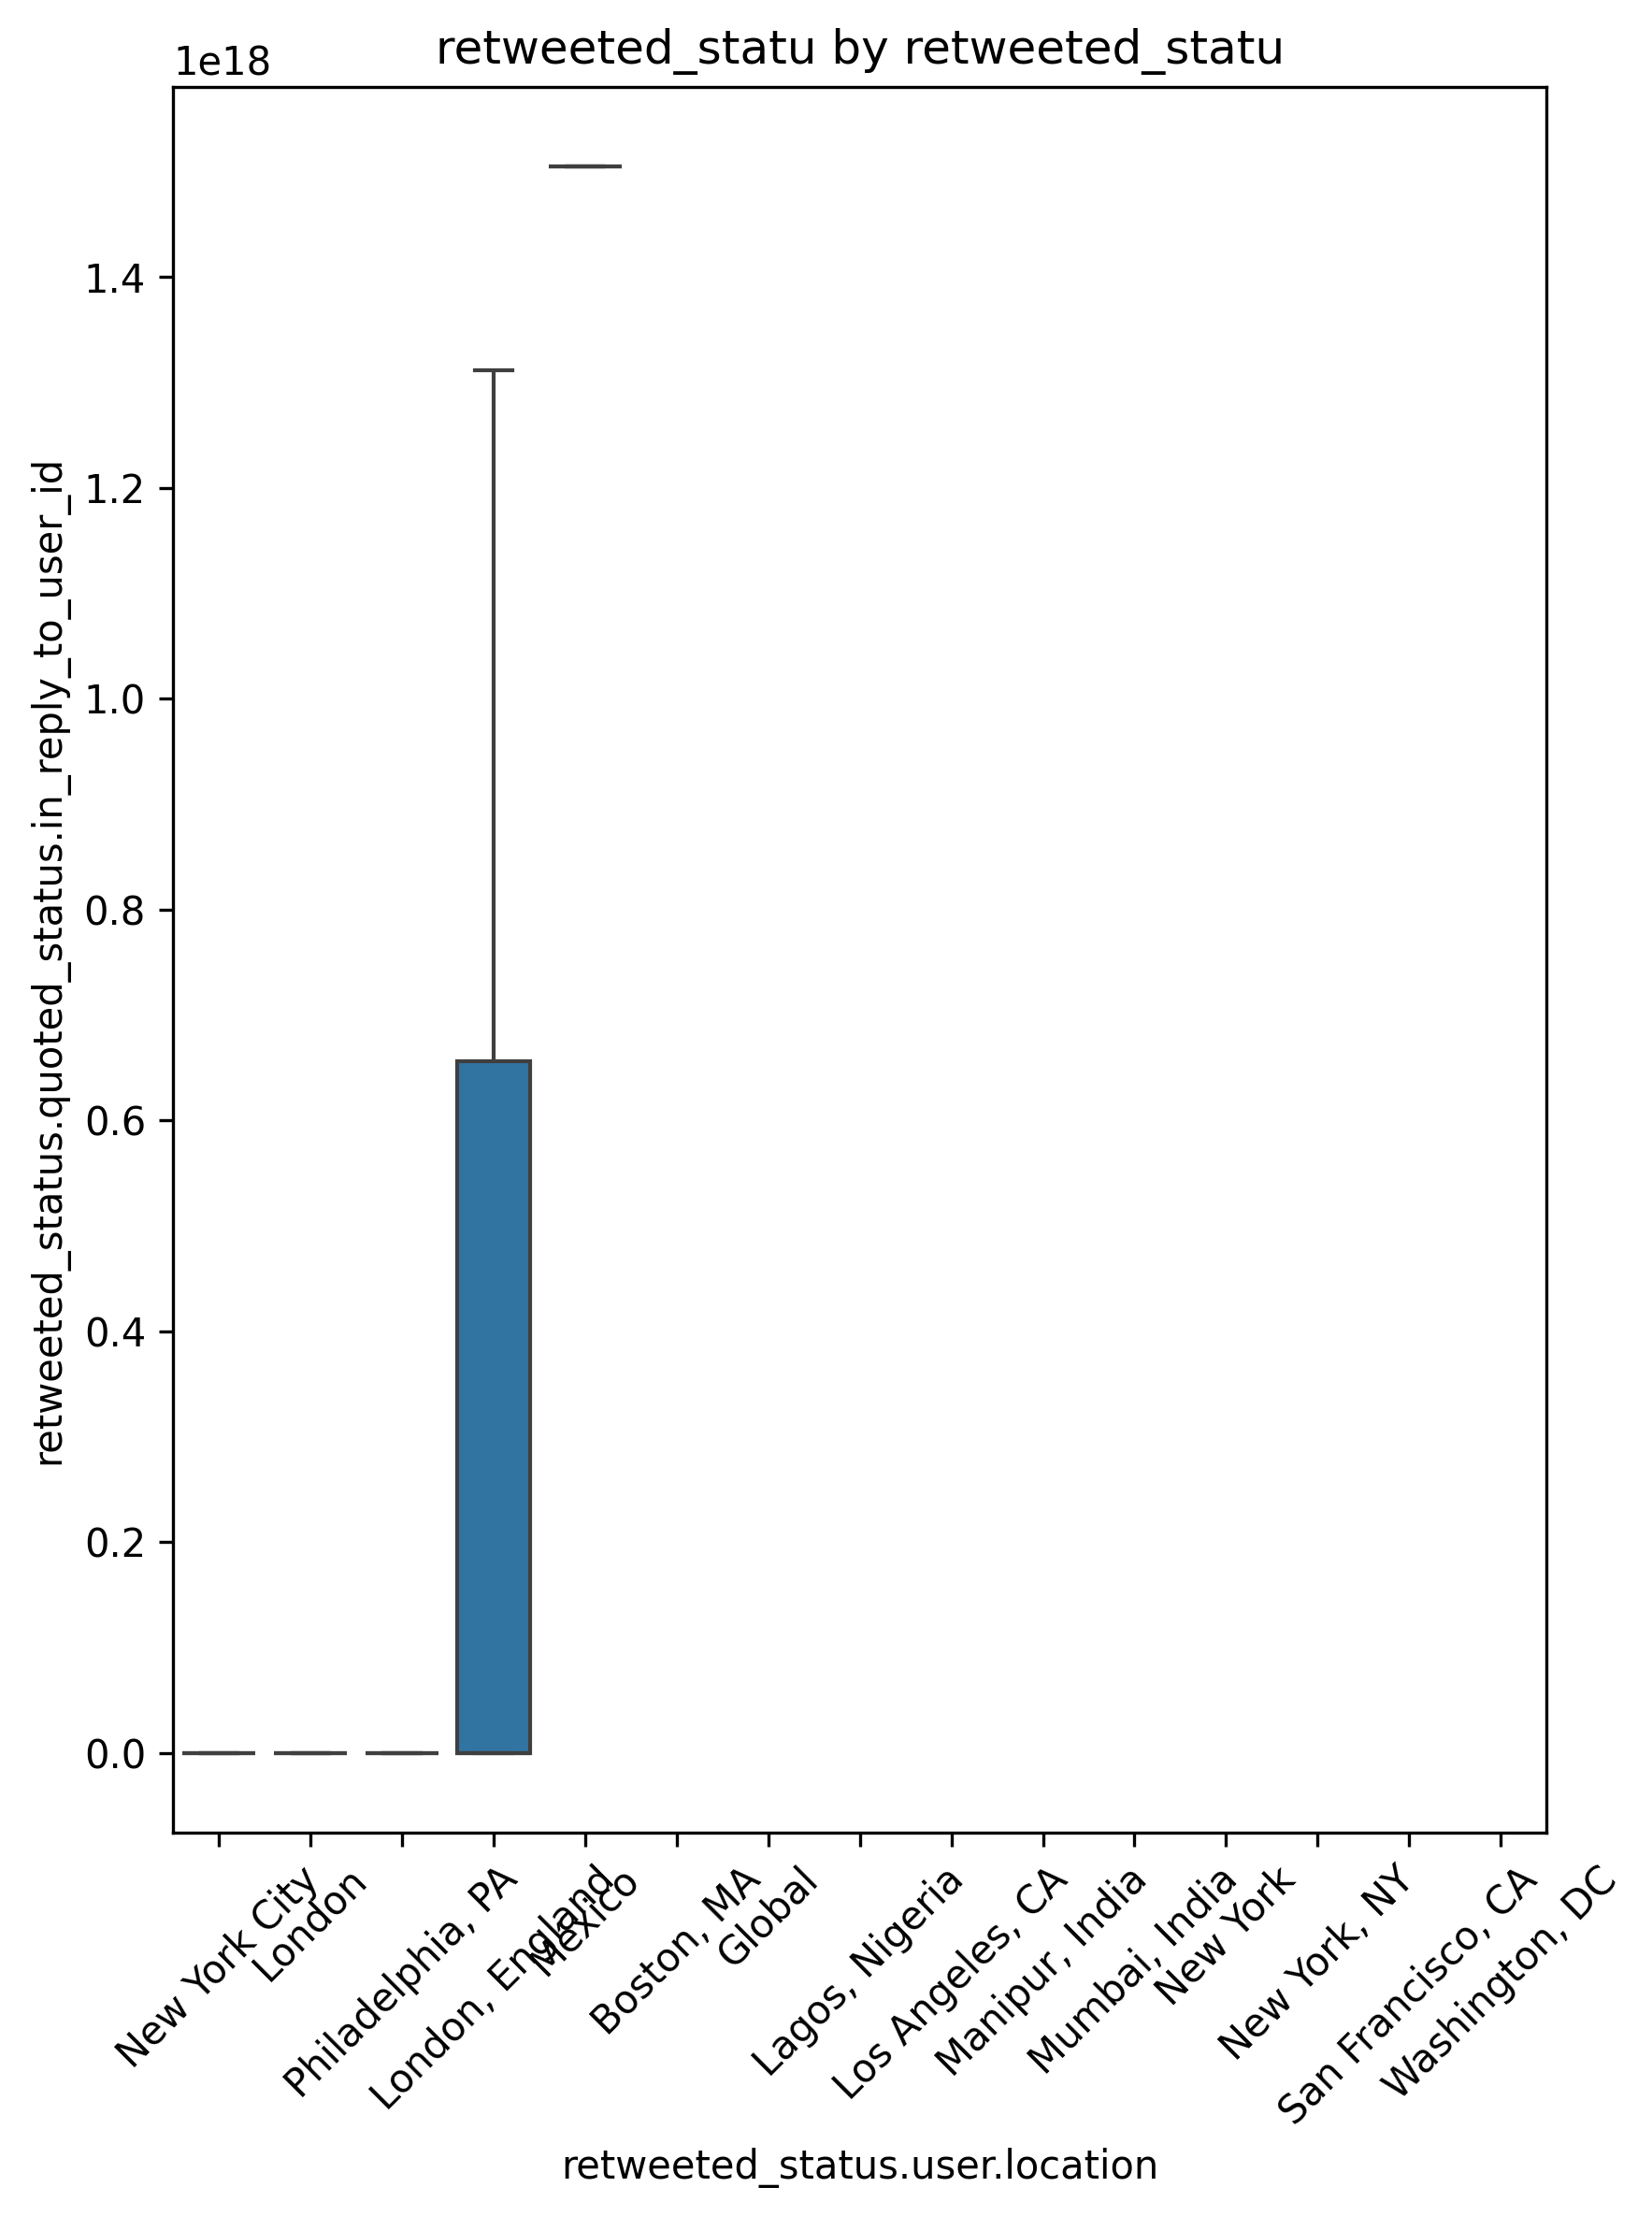 retweeted_statu by retweeted_statu
1e18
1.4
1.2
1.0
0.8
0.6
0.4
0.2
0.0
retweeted_status.quoted_status.in_reply_to_user_id
New York City
London
Philadelphia, PA
London, England
Mexico
Boston, MA
Global
Lagos, Nigeria
Los Angeles, CA
Manipur, India
Mumbai, India
New York
New York, NY
San Francisco, CA
Washington, DC
retweeted_status.user.location